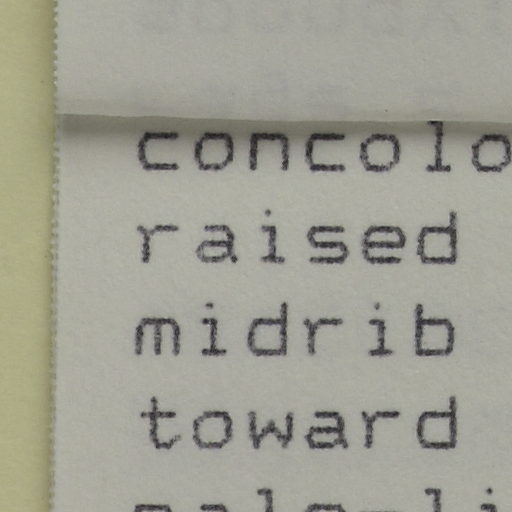 concolo
raised
midrib
toward